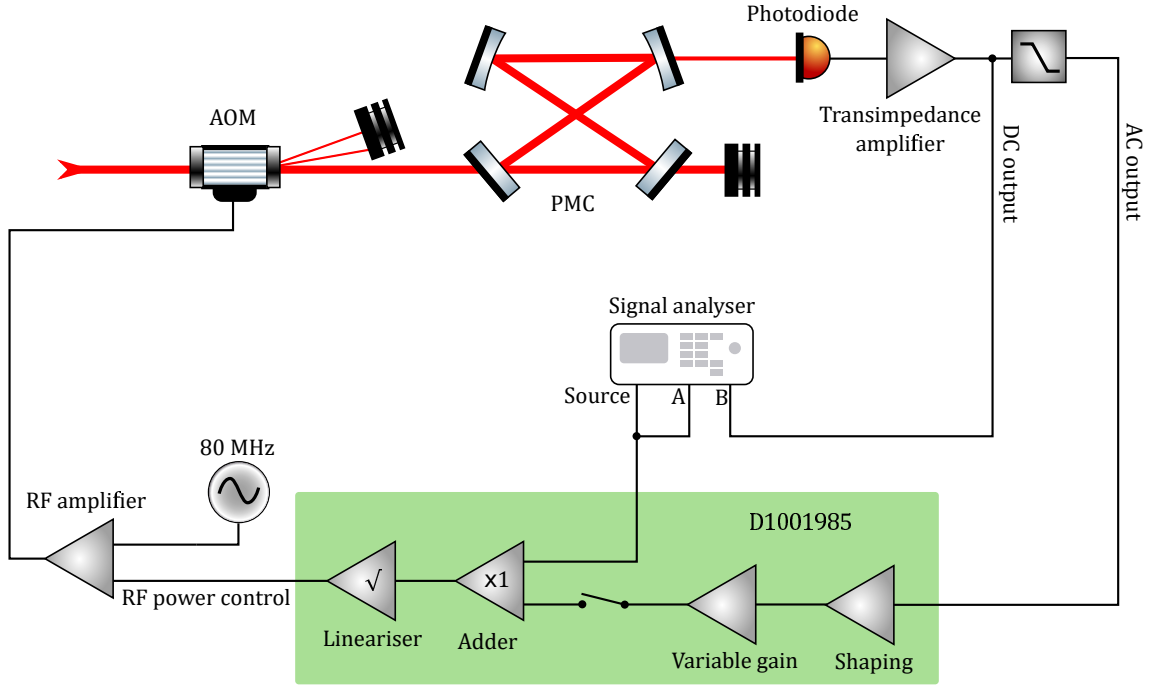 Photodiode
AOM
Transimpedance
amplifier
PMC
DC output
AC output
Signal analyser
Source
A
B
80 MHz
RF amplifier
D1001985
√
x1
RF power control
Lineariser
Adder
Variable gain
Shaping